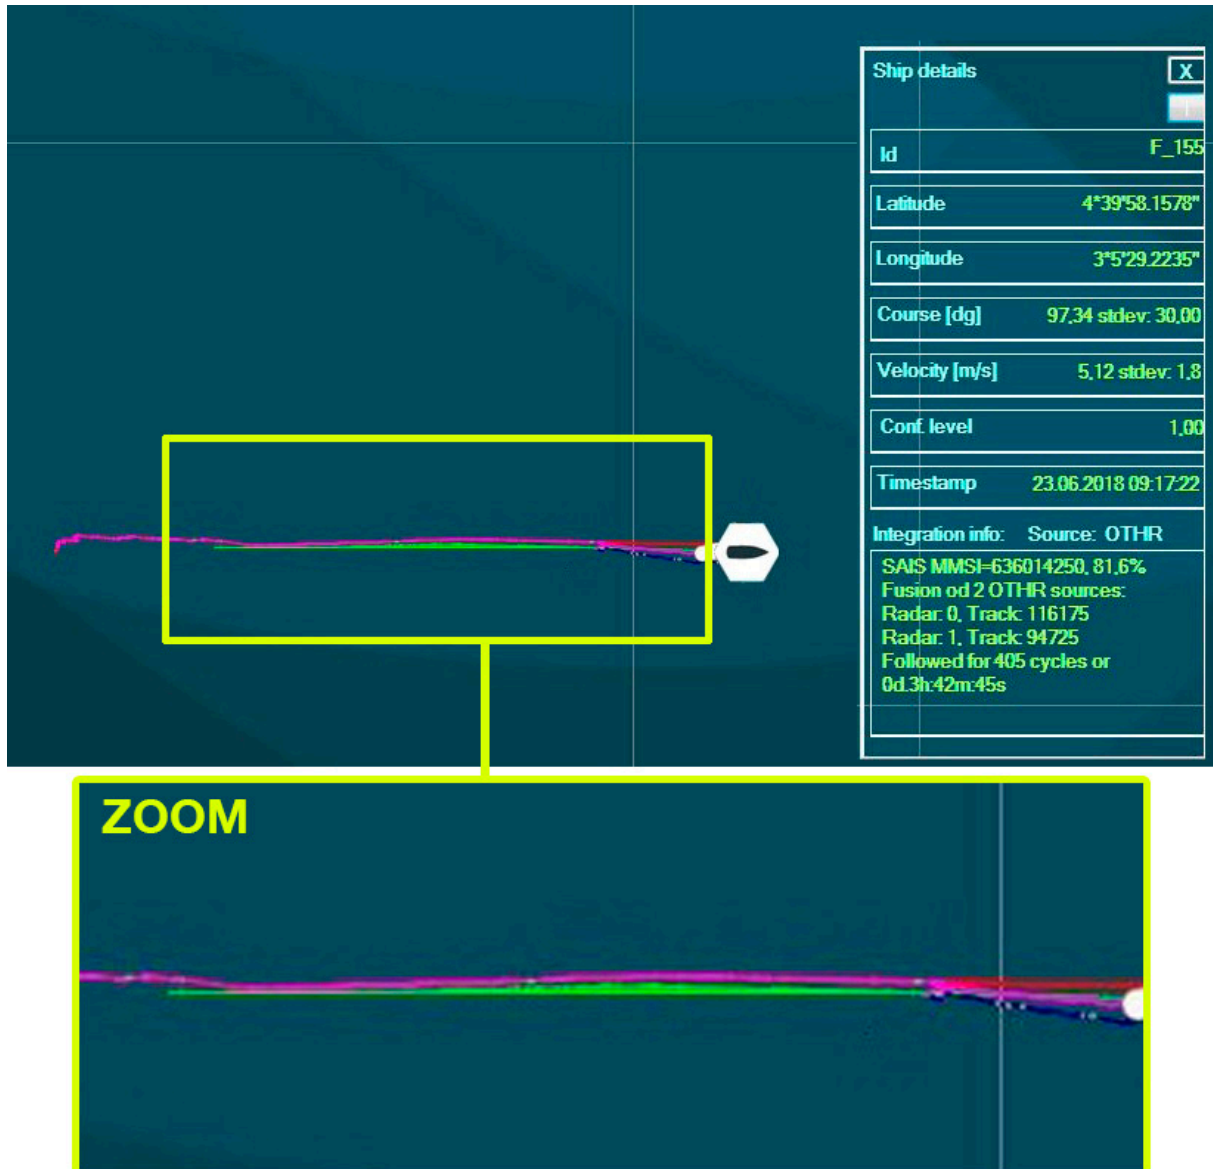 Ship details
X
Id F_155
Latitude 4*39'58.1578"
Longitude 3*5'29.2235"
Course [dg] 97,34 stdev: 30,00
Velocity [m/s] 5,12 stdev: 1,8
Conf. level 1,00
Timestamp 23.06.2018 09:17:22
Integration info: Source: OTHR
SAIS MMSI=636014250, 81,6%
Fusion od 2 OTHR sources:
Radar: 0, Track: 116175
Radar: 1, Track: 94725
Followed for 405 cycles or
0d.3h:42m:45s
ZOOM